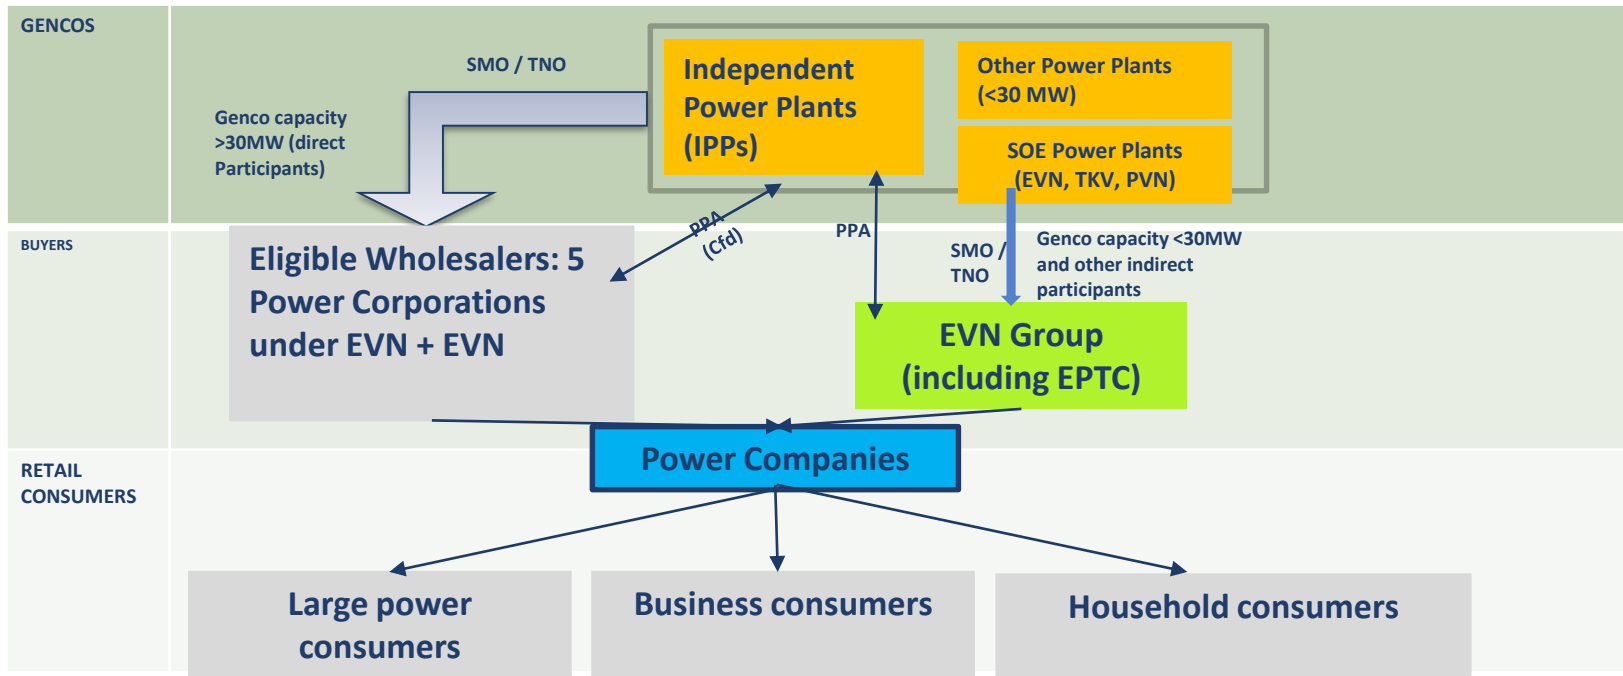 GENCOS
SMO / TNO
Genco capacity
>30MW (direct
Participants)
Independent
Power Plants
(IPPs)
Other Power Plants
(<30 MW)
SOE Power Plants
(EVN, TKV, PVN)
BUYERS
Eligible Wholesalers: 5
Power Corporations
under EVN + EVN
PPA
(Cfd)
PPA
SMO /
TNO
Genco capacity <30MW
and other indirect
participants
EVN Group
(including EPTC)
RETAIL
CONSUMERS
Power Companies
Large power
consumers
Business consumers
Household consumers